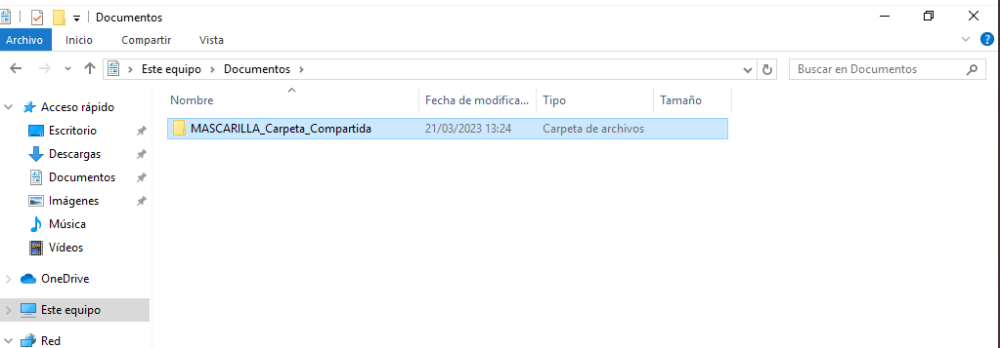 Documentos
Archivo Inicio Compartir Vista
Este equipo Documentos Buscar en Documentos
Nombre Fecha de modifica... Tipo Tamaño
MASCARILLA_Carpeta_Compartida 21/03/2023 13:24 Carpeta de archivos
Acceso rápido
Escritorio
Descargas
Documentos
Imágenes
Música
Vídeos
OneDrive
Este equipo
Red